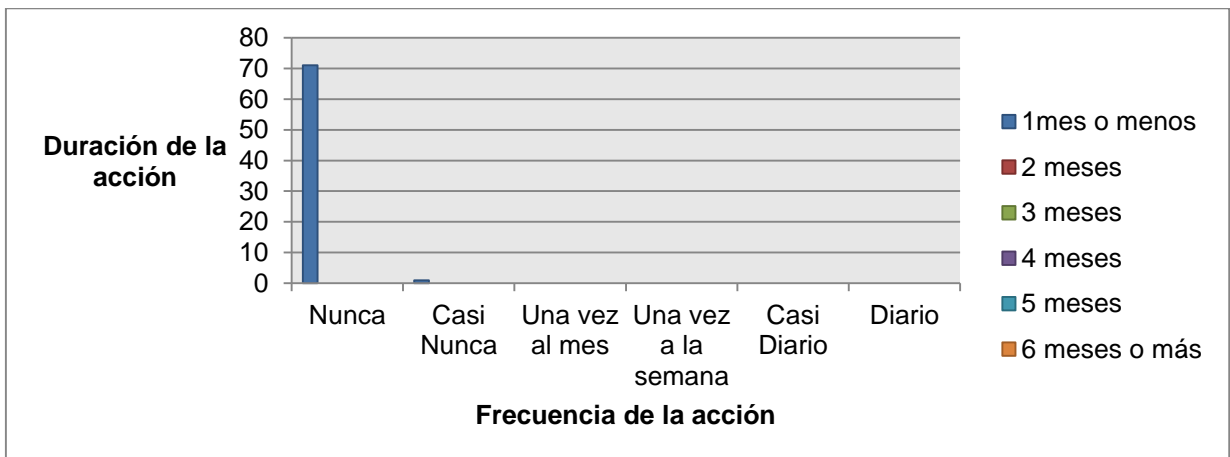 80
70
60
50
40
30
20
10
0
Duración de la
acción
Nunca
Casi
Nunca
Una vez
al mes
Una vez
a la
semana
Casi
Diario
Diario
Frecuencia de la acción
1mes o menos
2 meses
3 meses
4 meses
5 meses
6 meses o más